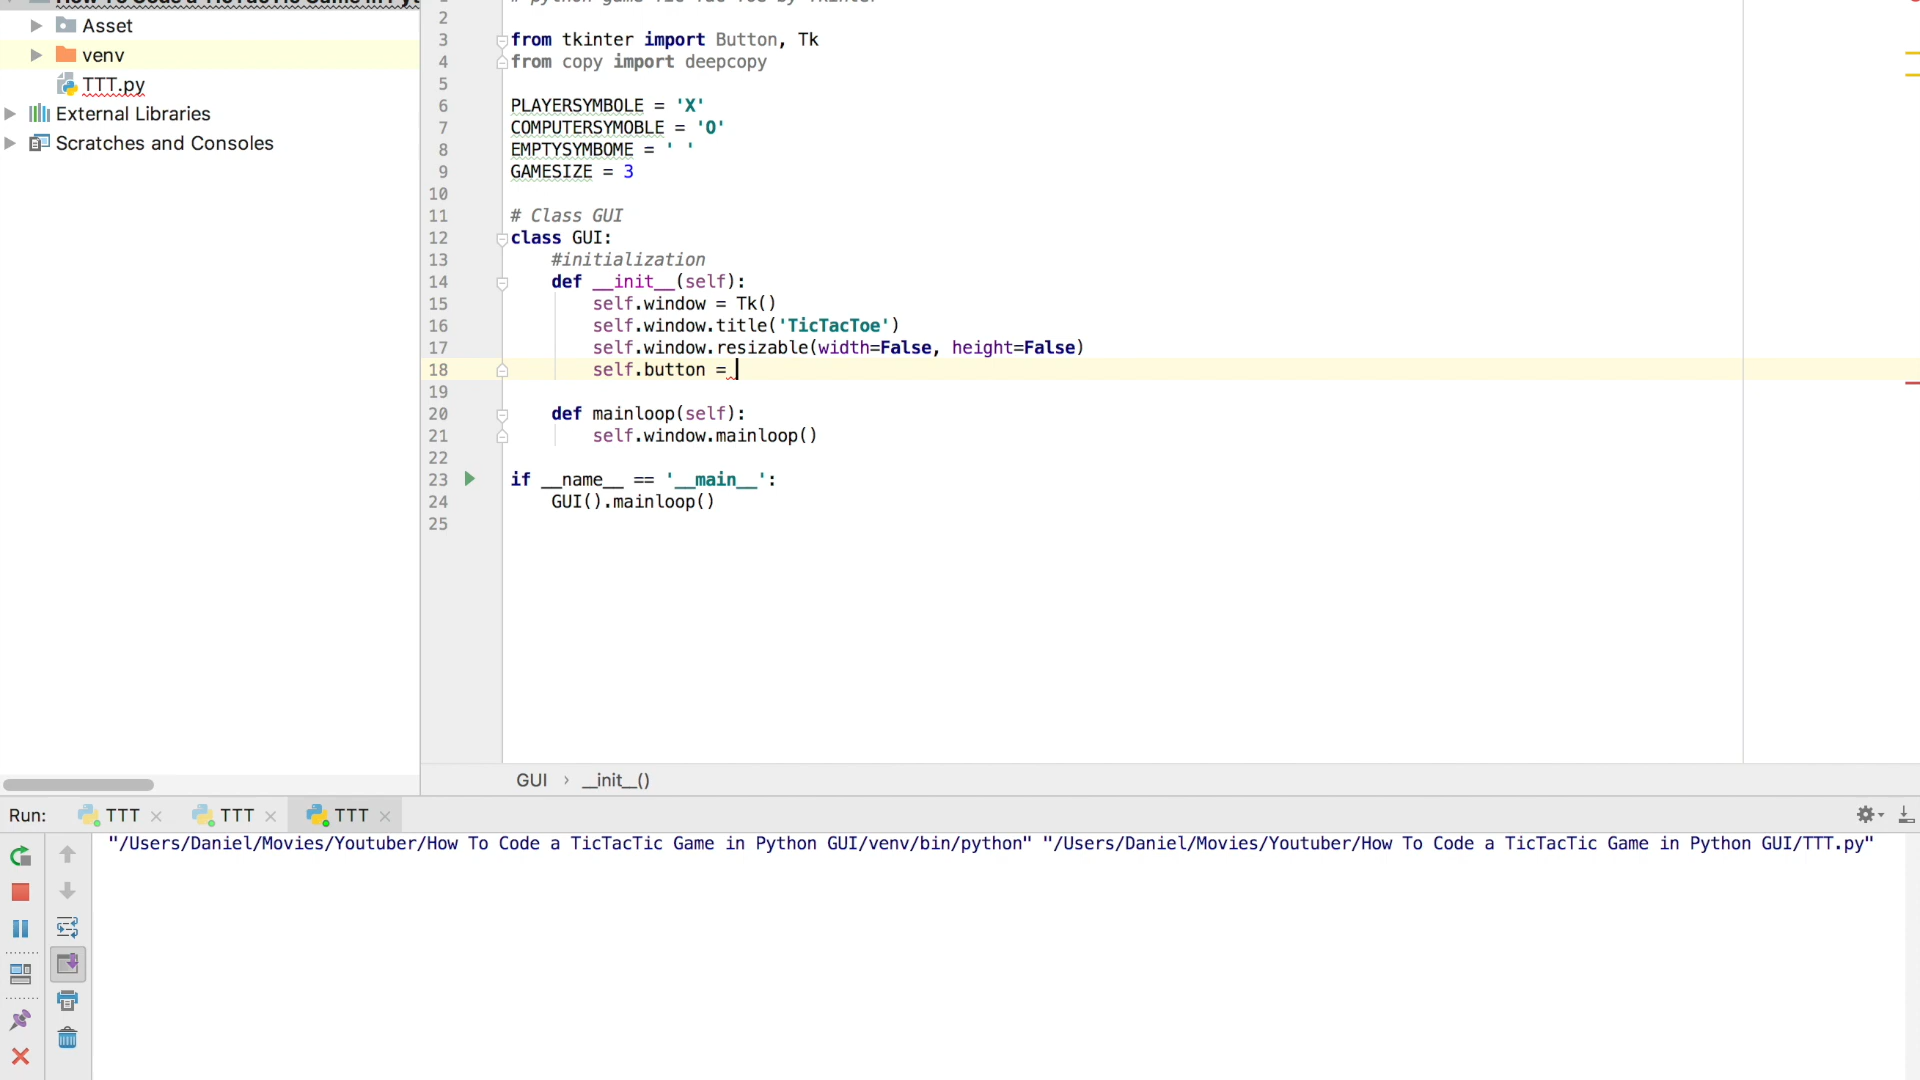 Asset
venv
TTT.py
External Libraries
Scratches and Consoles
2
3 from tkinter import Button, Tk
4 from copy import deepcopy
5
6 PLAYERSYMBOLE = 'X'
7 COMPUTERSYMOBLE = 'O'
8 EMPTYSYMBOME = ' '
9 GAMESIZE = 3
10
11 # Class GUI
12 class GUI:
13 #initialization
14 def __init__(self):
15 self.window = Tk()
16 self.window.title('TicTacToe')
17 self.window.resizable(width=False, height=False)
18 self.button =
19
20 def mainloop(self):
21 self.window.mainloop()
22
23 if __name__ == '__main__':
24 GUI().mainloop()
25
GUI › __init__()
Run: TTT TTT TTT
"/Users/Daniel/Movies/Youtuber/How To Code a TicTacTic Game in Python GUI/venv/bin/python" "/Users/Daniel/Movies/Youtuber/How To Code a TicTacTic Game in Python GUI/TTT.py"